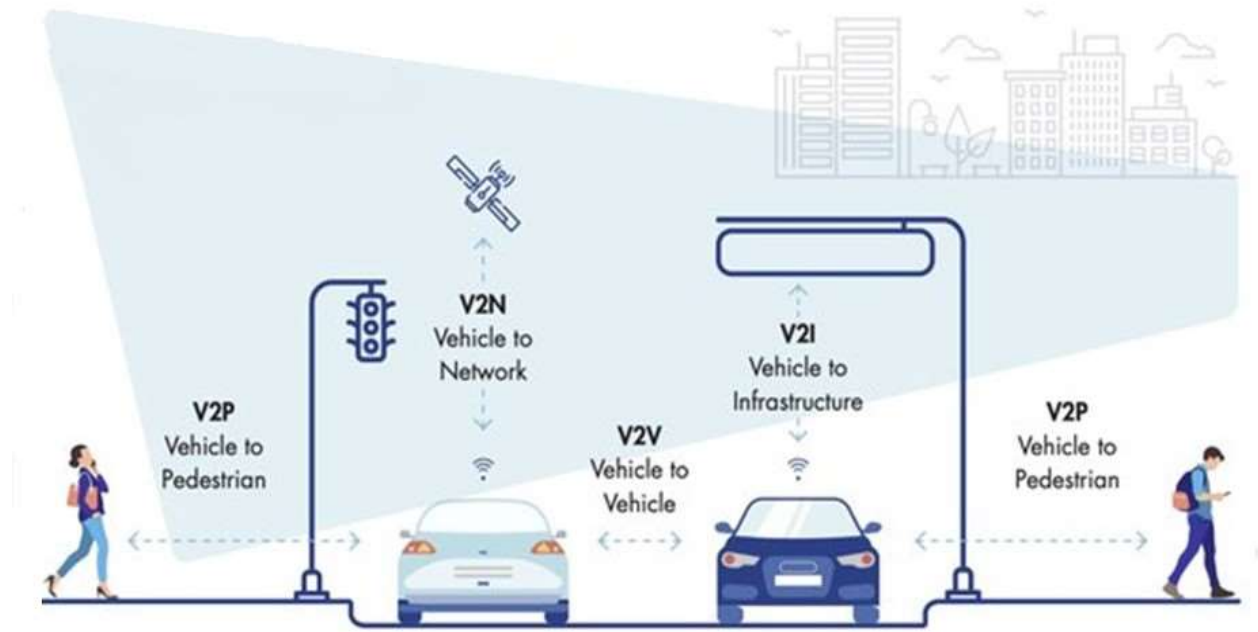 V2N
Vehicle to
Network
V2I
Vehicle to
Infrastructure
V2P
Vehicle to
Pedestrian
V2V
Vehicle to
Vehicle
V2P
Vehicle to
Pedestrian